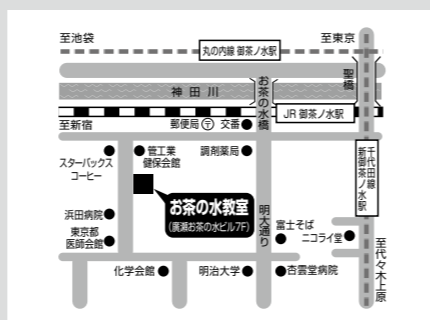 至池袋
丸の内線 御茶ノ水駅
至東京
聖橋
神田川
お茶の水橋
JR 御茶ノ水駅
至新宿
郵便局〒
交番
スターバックス
コーヒー
管工業
健保会館
調剤薬局
千代田線
新御茶ノ水駅
お茶の水教室
(廣瀬お茶の水ビル7F)
浜田病院
東京都
医師会館
明大通り
富士そば
ニコライ堂
至代々木上原
化学会館
明治大学
杏雲堂病院